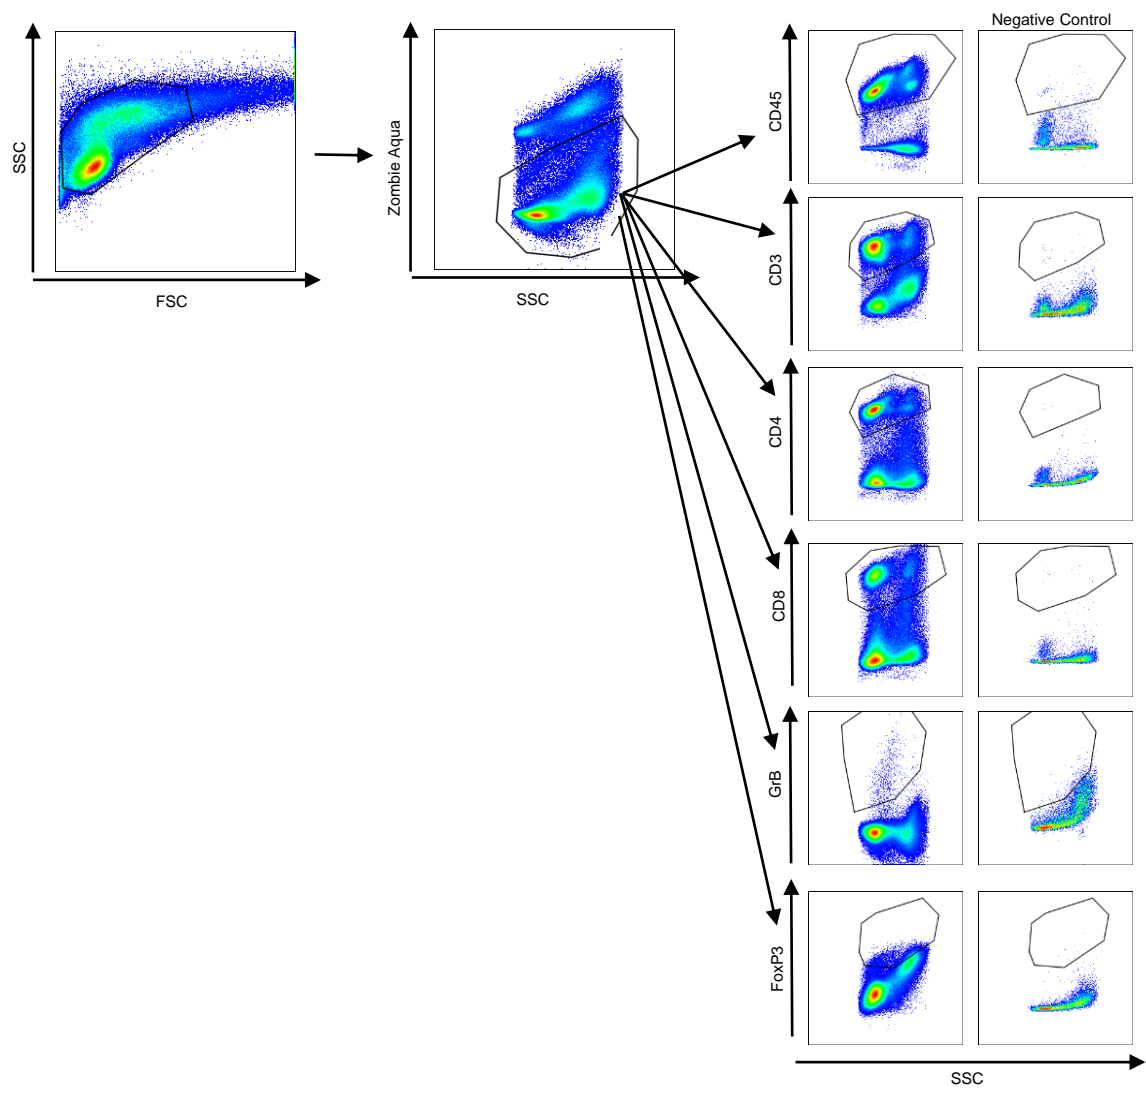 Negative Control
SSC
FSC
Zombie Aqua
SSC
CD45
CD3
CD4
CD8
GrB
FoxP3
SSC